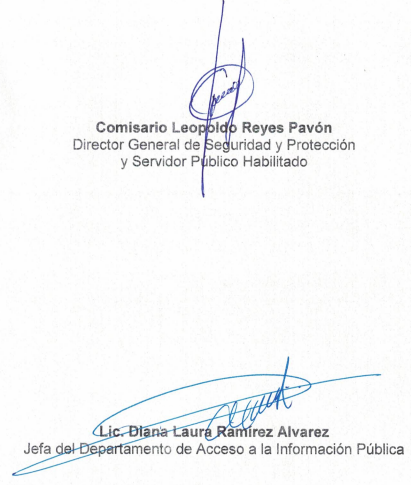 Comisario Leopoldo Reyes Pavón
Director General de Seguridad y Protección
y Servidor Público Habilitado
Lic. Diana Laura Ramírez Alvarez
Jefa del Departamento de Acceso a la Información Pública